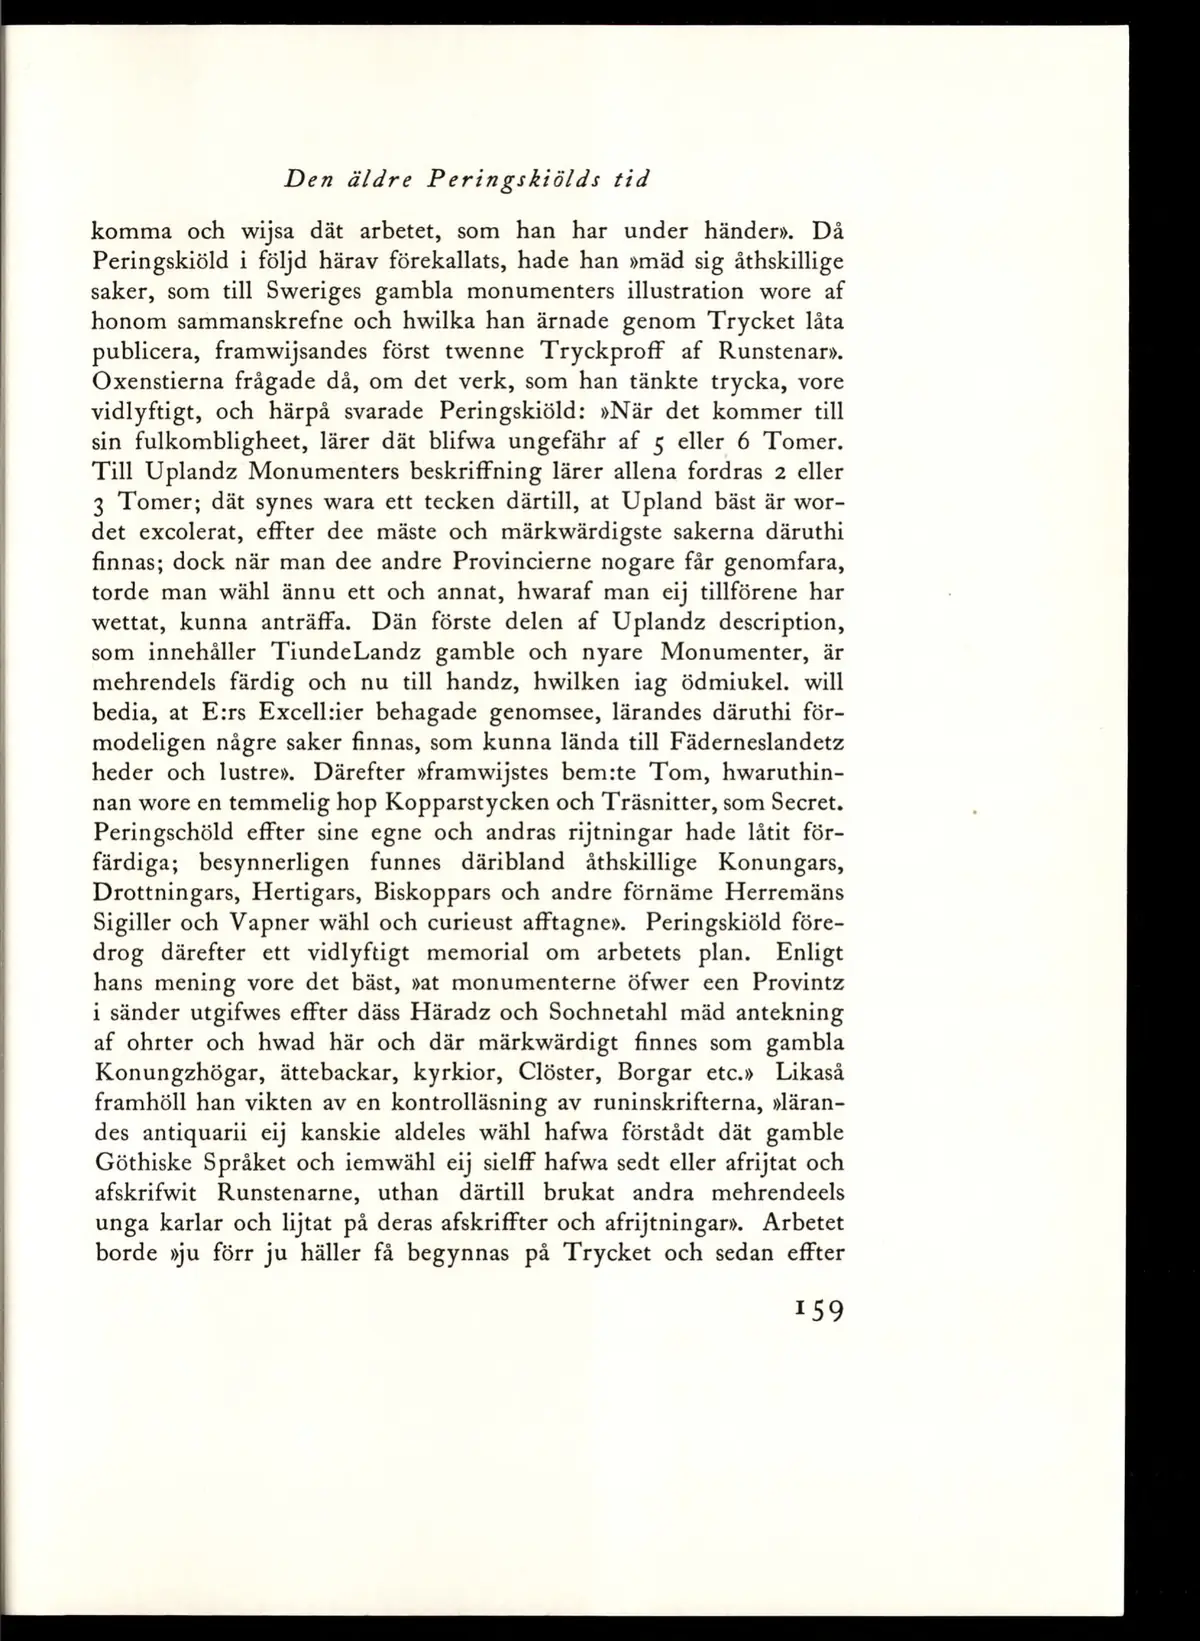 Den äldre Peringskiölds tid
komma och wijsa dät arbetet, som han har under händer». Då
Peringskiöld i följd härav förekallats, hade han »mäd sig åthskillige
saker, som till Sweriges gambla monumenters illustration wore af
honom sammanskrefne och hwilka han ärnade genom Trycket låta
publicera, framwijsandes först twenne Tryckproff af Runstenar».
Oxenstierna frågade då, om det verk, som han tänkte trycka, vore
vidlyftigt, och härpå svarade Peringskiöld: »När det kommer till
sin fulkombligheet, lärer dät blifwa ungefähr af 5 eller 6 Tomer.
Till Uplandz Monumenters beskriffning lärer allena fordras 2 eller
3 Tomer; dät synes wara ett tecken därtill, at Upland bäst är wor-
det excolerat, effter dee mäste och märkwärdigste sakerna däruthi
finnas; dock när man dee andre Provincierne nogare får genomfara,
torde man wähl ännu ett och annat, hwaraf man eij tillförene har
wettat, kunna anträffa. Dän förste delen af Uplandz description,
som innehåller TiundeLandz gamble och nyare Monumenter, är
mehrendels färdig och nu till handz, hwilken iag ödmiukel. will
bedia, at E:rs Excell:ier behagade genomsee, lärandes däruthi för-
modeligen någre saker finnas, som kunna lända till Fäderneslandetz
heder och lustre». Därefter »framwijstes bem:te Tom, hwaruthin-
nan wore en temmelig hop Kopparstycken och Träsnitter, som Secret.
Peringschöld effter sine egne och andras rijtningar hade låtit för-
färdiga; besynnerligen funnes däribland åthskillige Konungars,
Drottningars, Hertigars, Biskoppars och andre förnäme Herremäns
Sigiller och Vapner wähl och curieust afftagne». Peringskiöld före-
drog därefter ett vidlyftigt memorial om arbetets plan. Enligt
hans mening vore det bäst, »at monumenterne öfwer een Provintz
i sänder utgifwes effter däss Häradz och Sochnetahl mäd antekning
af ohrter och hwad här och där märkwärdigt finnes som gambla
Konungzhögar, ättebackar, kyrkior, Clöster, Borgar etc.» Likaså
framhöll han vikten av en kontrolläsning av runinskrifterna, »läran-
des antiquarii eij kanskie aldeles wähl hafwa förstådt dät gamble
Göthiske Språket och iemwähl eij sielff hafwa sedt eller afrijtat och
afskrifwit Runstenarne, uthan därtill brukat andra mehrendeels
unga karlar och lijtat på deras afskriffter och afrijtningar». Arbetet
borde »ju förr ju häller få begynnas på Trycket och sedan effter
159